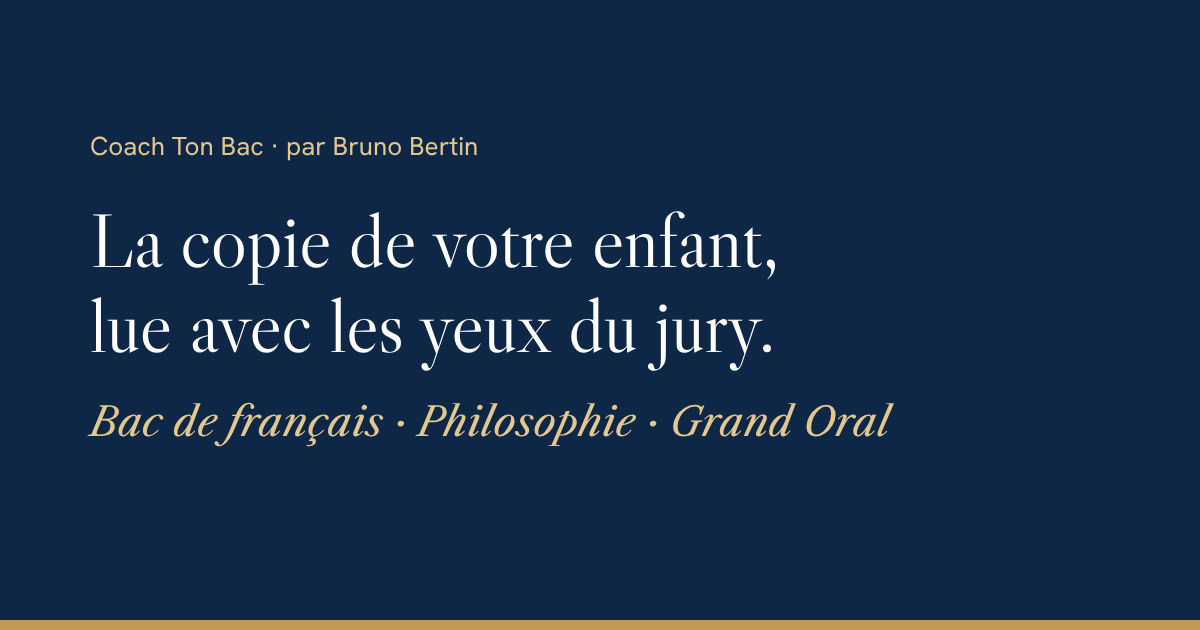 Coach Ton Bac · par Bruno Bertin
La copie de votre enfant,
lue avec les yeux du jury.
Bac de français · Philosophie · Grand Oral